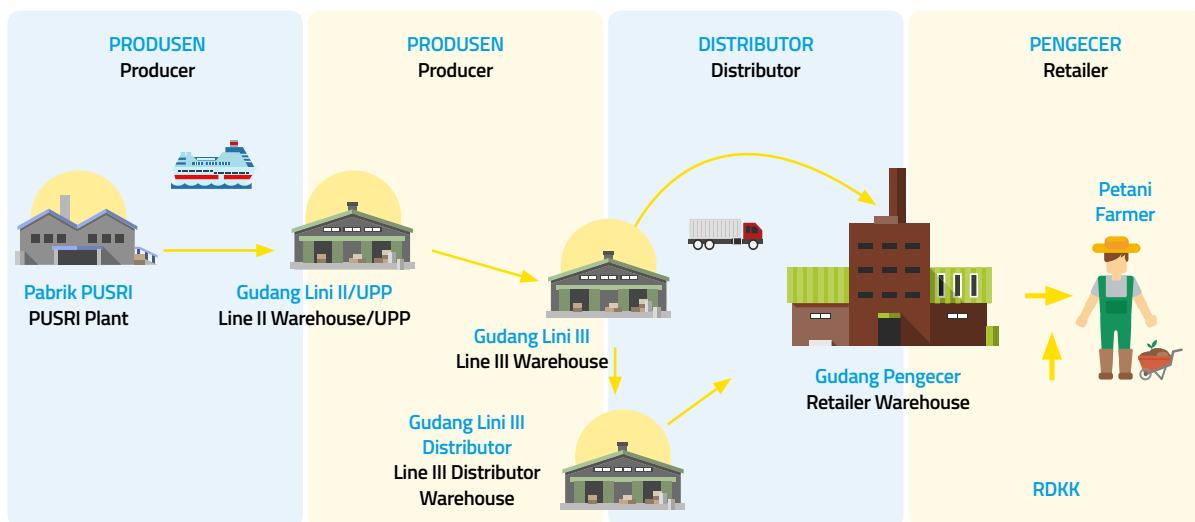 PRODUSEN
Producer
PRODUSEN
Producer
DISTRIBUTOR
Distributor
PENGECER
Retailer
Pabrik PUSRI
PUSRI Plant
Gudang Lini II/UPP
Line II Warehouse/UPP
Gudang Lini III
Line III Warehouse
Gudang Lini III
Distributor
Line III Distributor
Warehouse
Gudang Pengecer
Retailer Warehouse
Petani
Farmer
RDKK